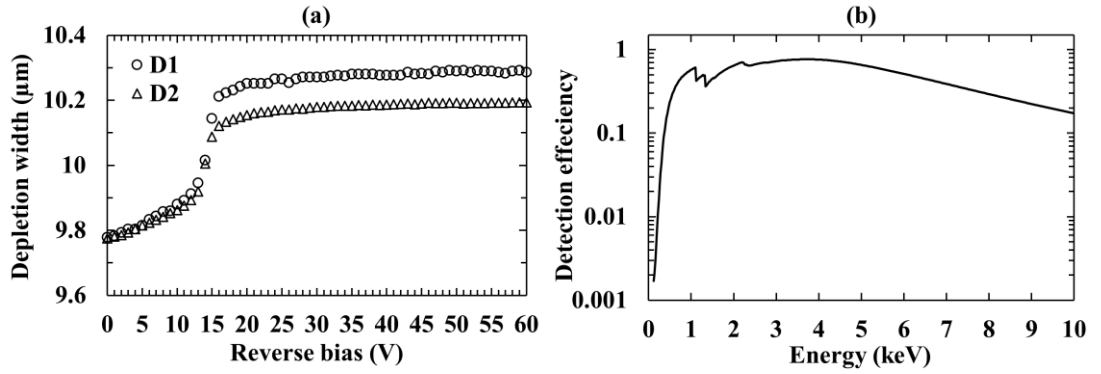 (a)
10.4
10.2
10
9.8
9.6
Depletion width (μm)
D1
D2
0 5 10 15 20 25 30 35 40 45 50 55 60
Reverse bias (V)
(b)
1
0.1
0.01
0.001
Detection effeciency
0 1 2 3 4 5 6 7 8 9 10
Energy (keV)